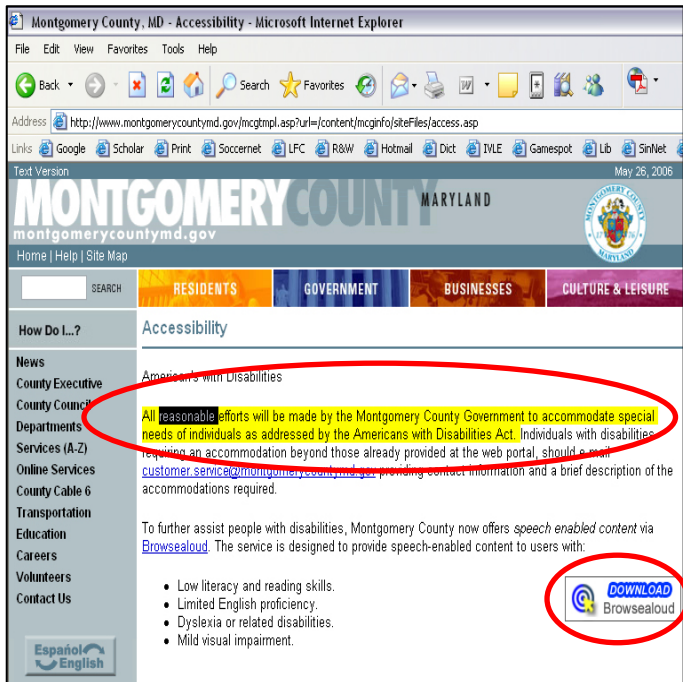 Montgomery County, MD - Accessibility - Microsoft Internet Explorer
File Edit View Favorites Tools Help
Back Search Favorites
Address http://www.montgomerycountymd.gov/mcgtmpl.asp?url=/content/mcginfo/siteFiles/access.asp
Links Google Scholar Print Soccernet LFC R&W Hotmail Dict IVLE Gamespot Lib SinNet
Text Version May 26, 2006
MONTGOMERY COUNTY MARYLAND
montgomerycountymd.gov
Home | Help | Site Map
SEARCH RESIDENTS GOVERNMENT BUSINESSES CULTURE & LEISURE
How Do I...?
News
County Executive
County Council
Departments
Services (A-Z)
Online Services
County Cable 6
Transportation
Education
Careers
Volunteers
Contact Us
Español
English
Accessibility
American's with Disabilities
All reasonable efforts will be made by the Montgomery County Government to accommodate special
needs of individuals as addressed by the Americans with Disabilities Act. Individuals with disabilities
requiring an accommodation beyond those already provided at the web portal, should e-mail
customer.service@montgomerycountymd.gov providing contact information and a brief description of the
accommodations required.
To further assist people with disabilities, Montgomery County now offers speech enabled content via
Browsealoud. The service is designed to provide speech-enabled content to users with:
• Low literacy and reading skills.
• Limited English proficiency.
• Dyslexia or related disabilities.
• Mild visual impairment.
DOWNLOAD
Browsealoud